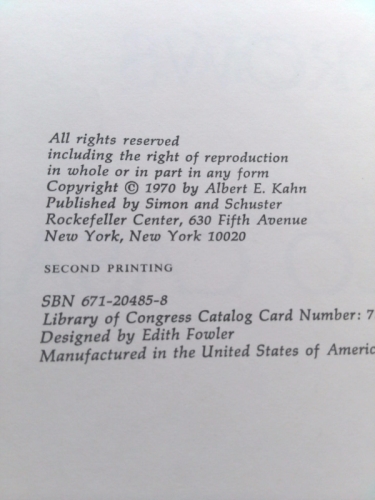 All rights reserved
including the right of reproduction
in whole or in part in any form
Copyright © 1970 by Albert E. Kahn
Published by Simon and Schuster
Rockefeller Center, 630 Fifth Avenue
New York, New York 10020
SECOND PRINTING
SBN 671-20485-8
Library of Congress Catalog Card Number: 7
Designed by Edith Fowler
Manufactured in the United States of Americ